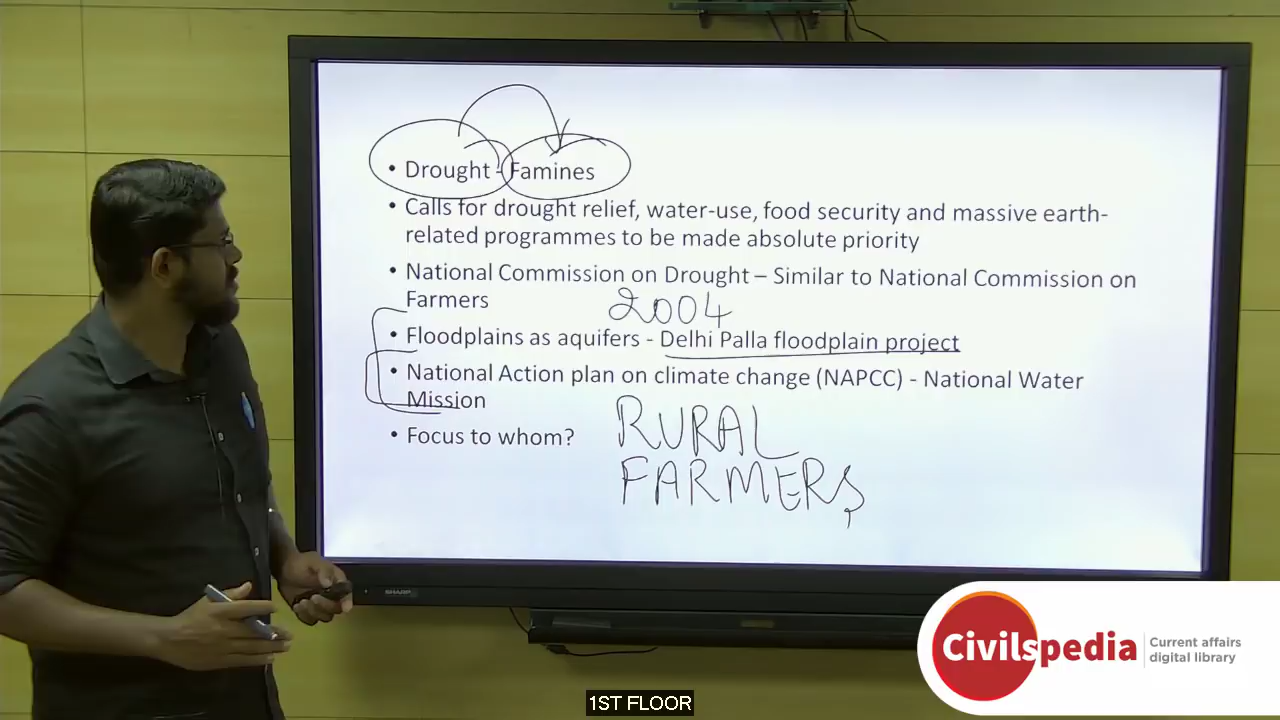 • Drought - Famines
• Calls for drought relief, water-use, food security and massive earth-
related programmes to be made absolute priority
• National Commission on Drought – Similar to National Commission on
Farmers
2004
• Floodplains as aquifers - Delhi Palla floodplain project
• National Action plan on climate change (NAPCC) - National Water
Mission
• Focus to whom?
RURAL
FARMERS
SHARP
Civilspedia
Current affairs
digital library
1ST FLOOR